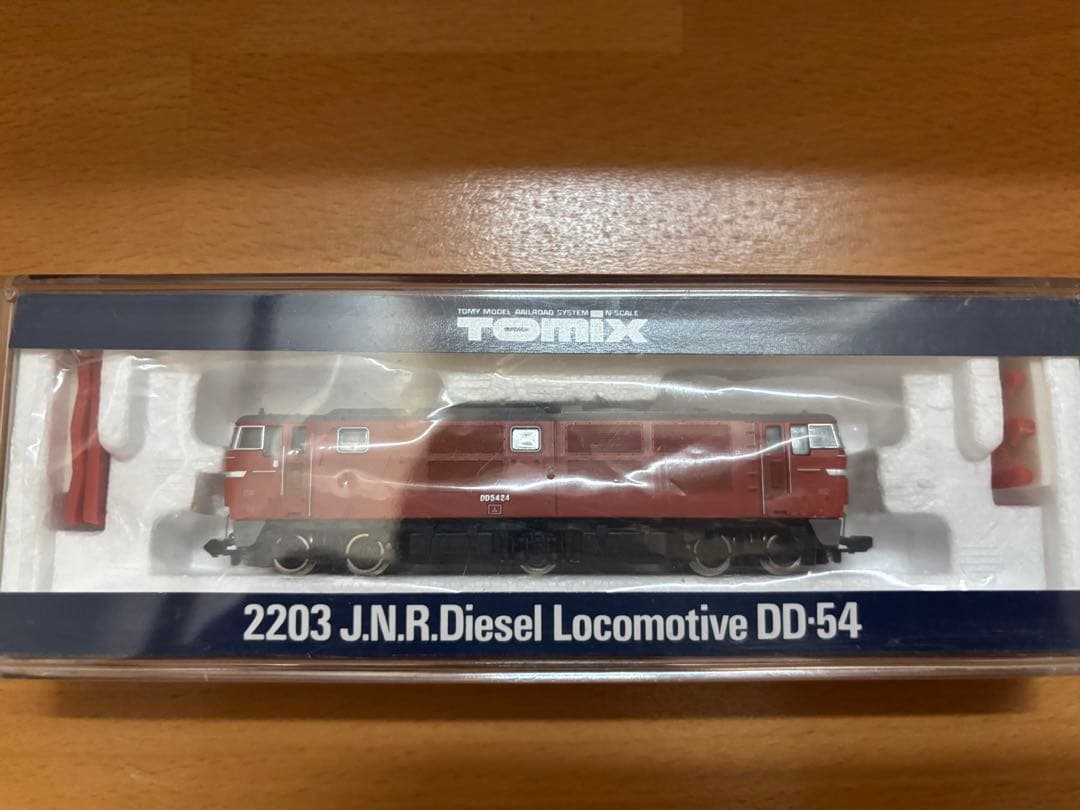 TOMY MODEL RAILROAD SYSTEM N-SCALE
TOMIX
DD5424
2203 J.N.R.Diesel Locomotive DD·54